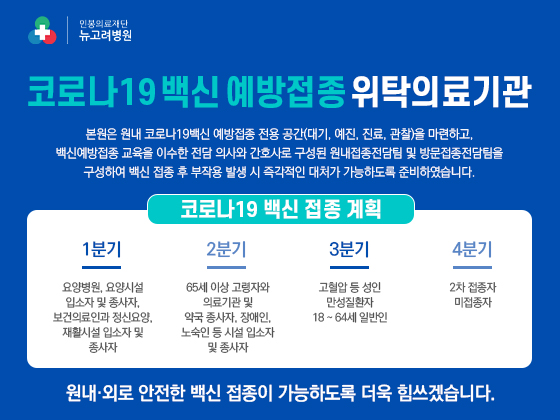 인봉의료재단
뉴고려병원
코로나19 백신 예방접종 위탁의료기관
본원은 원내 코로나19백신 예방접종 전용 공간(대기, 예진, 진료, 관찰)을 마련하고,
백신예방접종 교육을 이수한 전담 의사와 간호사로 구성된 원내접종전담팀 및 방문접종전담팀을
구성하여 백신 접종 후 부작용 발생 시 즉각적인 대처가 가능하도록 준비하였습니다.
코로나19 백신 접종 계획
1분기
요양병원, 요양시설
입소자 및 종사자,
보건의료인과 정신요양,
재활시설 입소자 및
종사자
2분기
65세 이상 고령자와
의료기관 및
약국 종사자, 장애인,
노숙인 등 시설 입소자
및 종사자
3분기
고혈압 등 성인
만성질환자
18 ~ 64세 일반인
4분기
2차 접종자
미접종자
원내·외로 안전한 백신 접종이 가능하도록 더욱 힘쓰겠습니다.